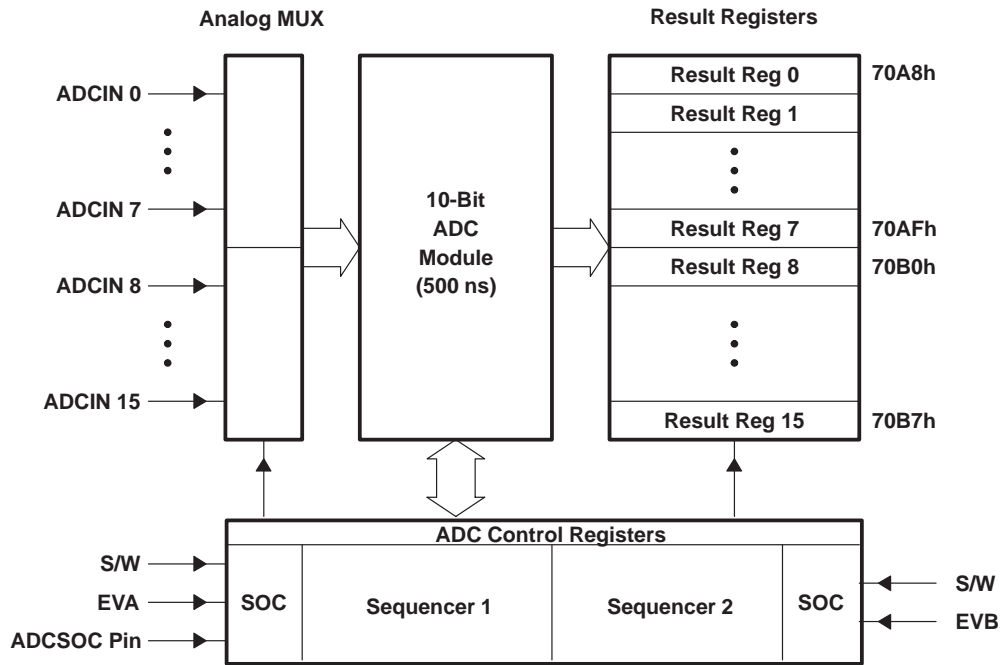 Analog MUX
Result Registers
ADCIN 0
ADCIN 7
ADCIN 8
ADCIN 15
10-Bit
ADC
Module
(500 ns)
Result Reg 0
70A8h
Result Reg 1
Result Reg 7
70AFh
Result Reg 8
70B0h
Result Reg 15
70B7h
ADC Control Registers
S/W
EVA
ADCSOC Pin
SOC
Sequencer 1
Sequencer 2
SOC
S/W
EVB